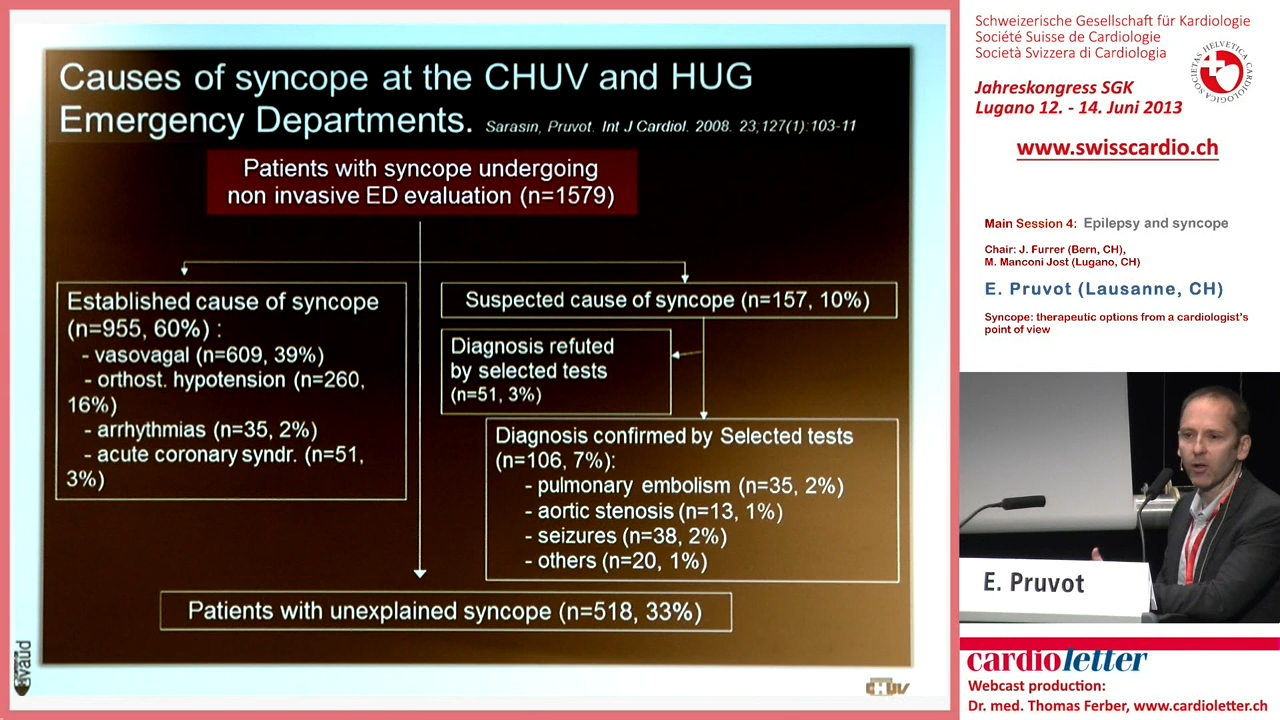 Causes of syncope at the CHUV and HUG
Emergency Departments. Sarasin, Pruvot. Int J Cardiol. 2008. 23;127(1):103-11
Patients with syncope undergoing
non invasive ED evaluation (n=1579)
Established cause of syncope
(n=955, 60%) :
- vasovagal (n=609, 39%)
- orthost. hypotension (n=260,
16%)
- arrhythmias (n=35, 2%)
- acute coronary syndr. (n=51,
3%)
Suspected cause of syncope (n=157, 10%)
Diagnosis refuted
by selected tests
(n=51, 3%)
Diagnosis confirmed by Selected tests
(n=106, 7%):
- pulmonary embolism (n=35, 2%)
- aortic stenosis (n=13, 1%)
- seizures (n=38, 2%)
- others (n=20, 1%)
Patients with unexplained syncope (n=518, 33%)
vaud
CHUV
Schweizerische Gesellschaft für Kardiologie
Société Suisse de Cardiologie
Società Svizzera di Cardiologia
SOCIETAS HELVETICA CARDIOLOGICA
Jahreskongress SGK
Lugano 12. - 14. Juni 2013
www.swisscardio.ch
Main Session 4: Epilepsy and syncope
Chair: J. Furrer (Bern, CH),
M. Manconi Jost (Lugano, CH)
E. Pruvot (Lausanne, CH)
Syncope: therapeutic options from a cardiologist's
point of view
E. Pruvot
cardioletter
Webcast production:
Dr. med. Thomas Ferber, www.cardioletter.ch